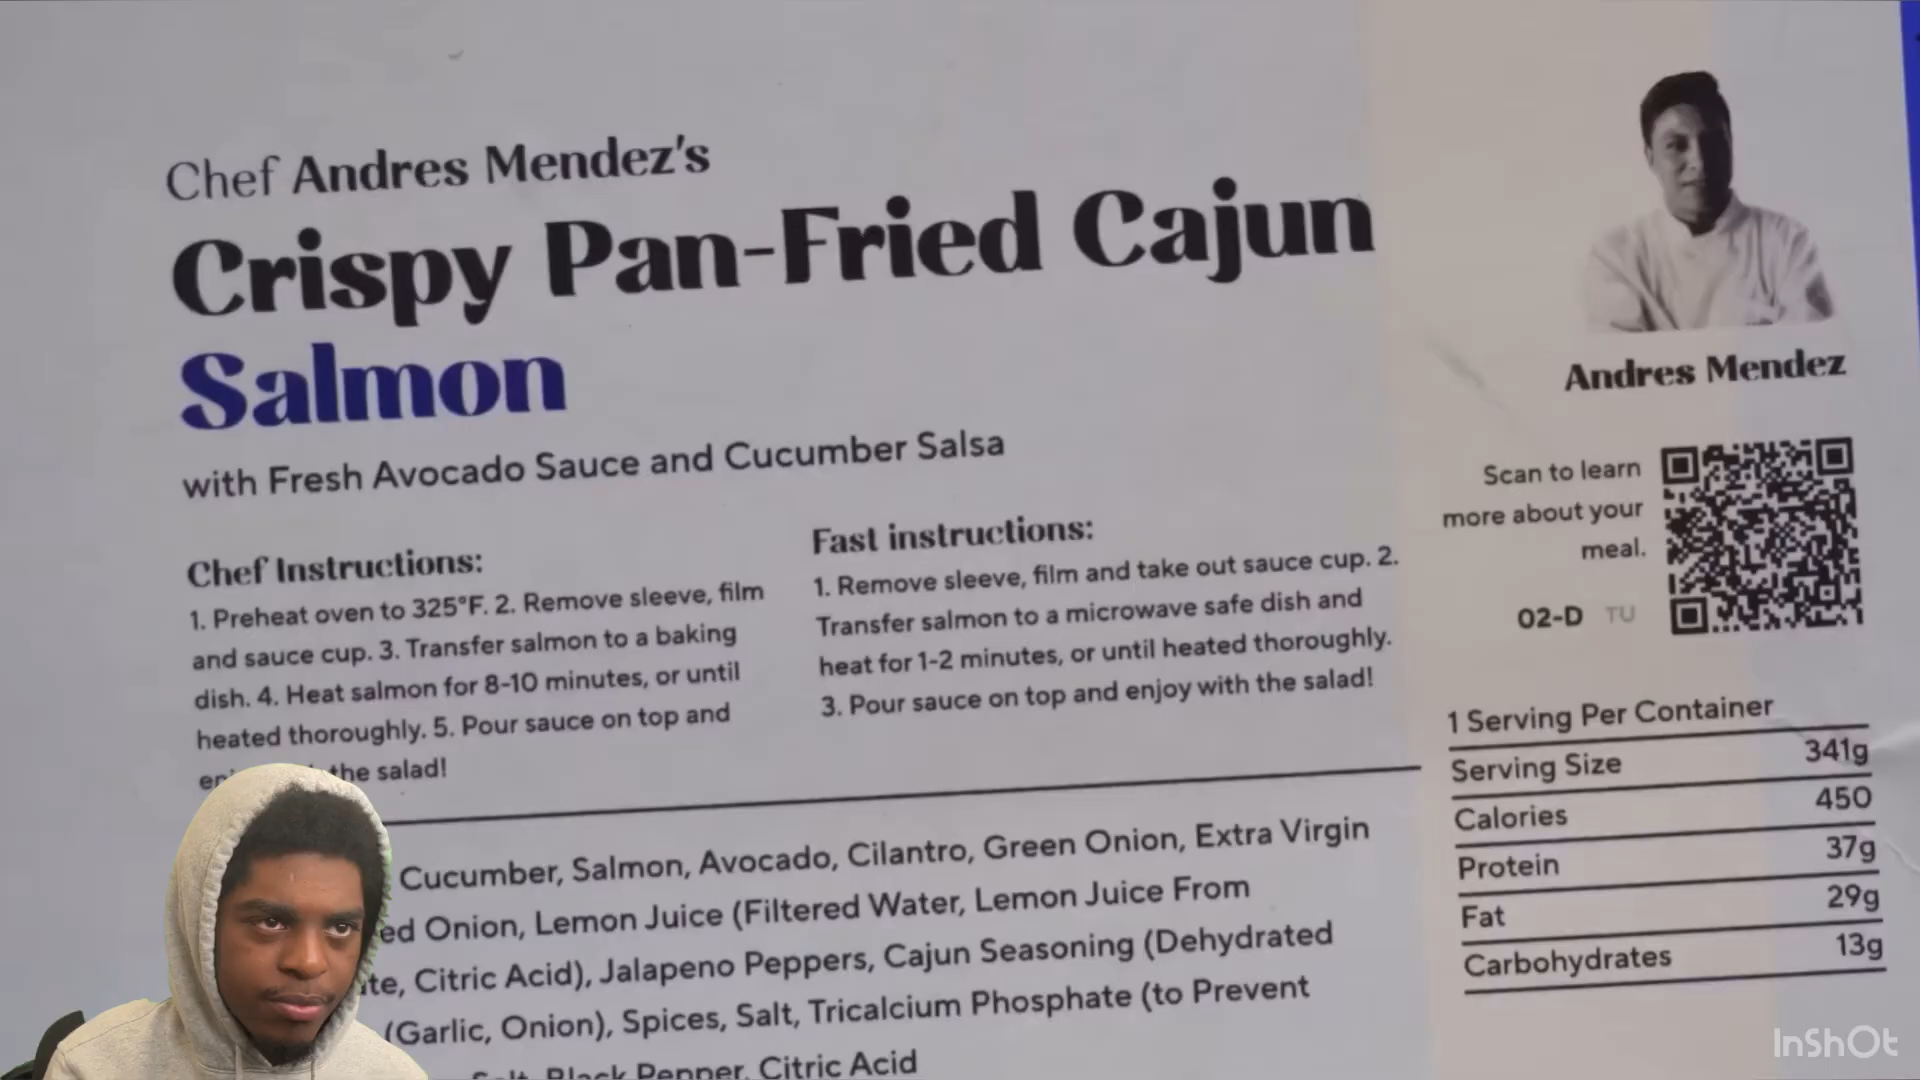 Chef Andres Mendez's
Crispy Pan-Fried Cajun
Salmon
with Fresh Avocado Sauce and Cucumber Salsa
Chef Instructions:
1. Preheat oven to 325°F. 2. Remove sleeve, film
and sauce cup. 3. Transfer salmon to a baking
dish. 4. Heat salmon for 8-10 minutes, or until
heated thoroughly. 5. Pour sauce on top and
the salad!
Fast instructions:
1. Remove sleeve, film and take out sauce cup. 2.
Transfer salmon to a microwave safe dish and
heat for 1-2 minutes, or until heated thoroughly.
3. Pour sauce on top and enjoy with the salad!
Cucumber, Salmon, Avocado, Cilantro, Green Onion, Extra Virgin
Onion, Lemon Juice (Filtered Water, Lemon Juice From
Citric Acid), Jalapeno Peppers, Cajun Seasoning (Dehydrated
(Garlic, Onion), Spices, Salt, Tricalcium Phosphate (to Prevent
Salt, Black Pepper, Citric Acid
Andres Mendez
Scan to learn
more about your
meal.
02-D TU
1 Serving Per Container
Serving Size 341g
Calories 450
Protein 37g
Fat 29g
Carbohydrates 13g
InShOt